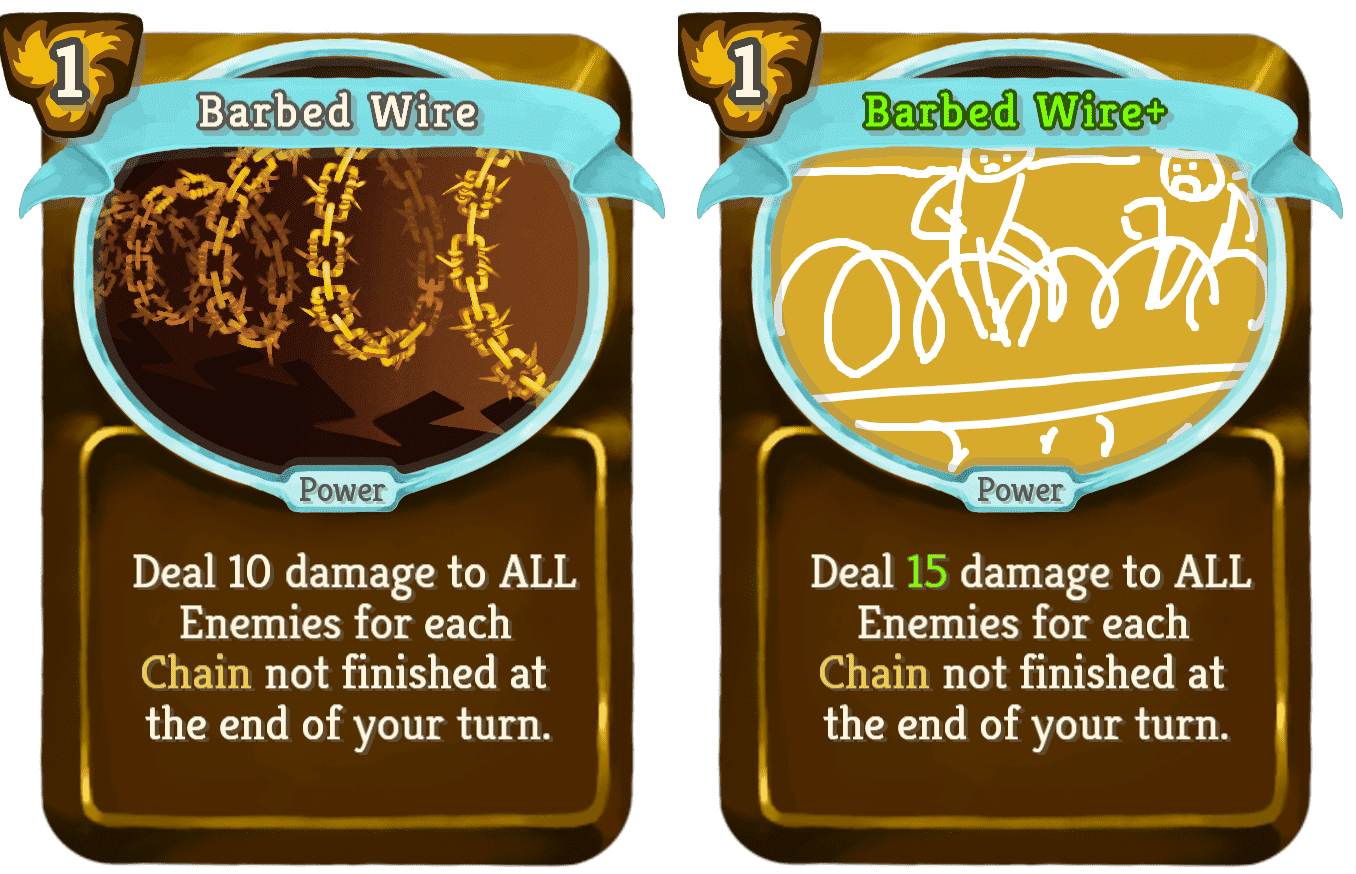 1
Barbed Wire
Power
Deal 10 damage to ALL
Enemies for each
Chain not finished at
the end of your turn.
1
Barbed Wire+
Power
Deal 15 damage to ALL
Enemies for each
Chain not finished at
the end of your turn.